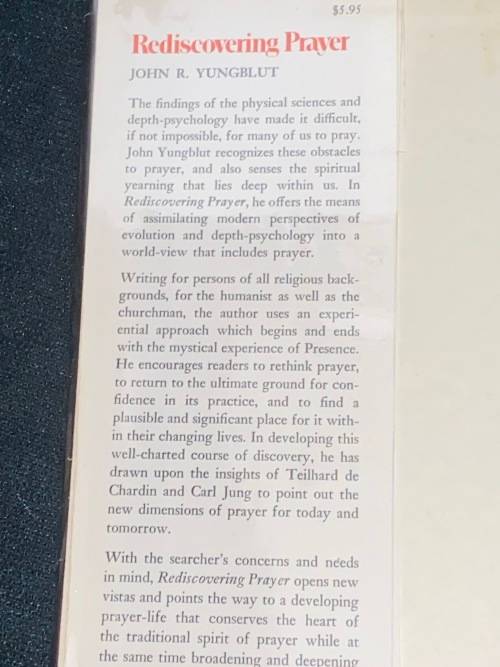 $5.95
Rediscovering Prayer
JOHN R. YUNGBLUT
The findings of the physical sciences and
depth-psychology have made it difficult,
if not impossible, for many of us to pray.
John Yungblut recognizes these obstacles
to prayer, and also senses the spiritual
yearning that lies deep within us. In
Rediscovering Prayer, he offers the means
of assimilating modern perspectives of
evolution and depth-psychology into a
world-view that includes prayer.
Writing for persons of all religious back-
grounds, for the humanist as well as the
churchman, the author uses an experi-
ential approach which begins and ends
with the mystical experience of Presence.
He encourages readers to rethink prayer,
to return to the ultimate ground for con-
fidence in its practice, and to find a
plausible and significant place for it with-
in their changing lives. In developing this
well-charted course of discovery, he has
drawn upon the insights of Teilhard de
Chardin and Carl Jung to point out the
new dimensions of prayer for today and
tomorrow.
With the searcher's concerns and needs
in mind, Rediscovering Prayer opens new
vistas and points the way to a developing
prayer-life that conserves the heart of
the traditional spirit of prayer while at
the same time broadening and deepening